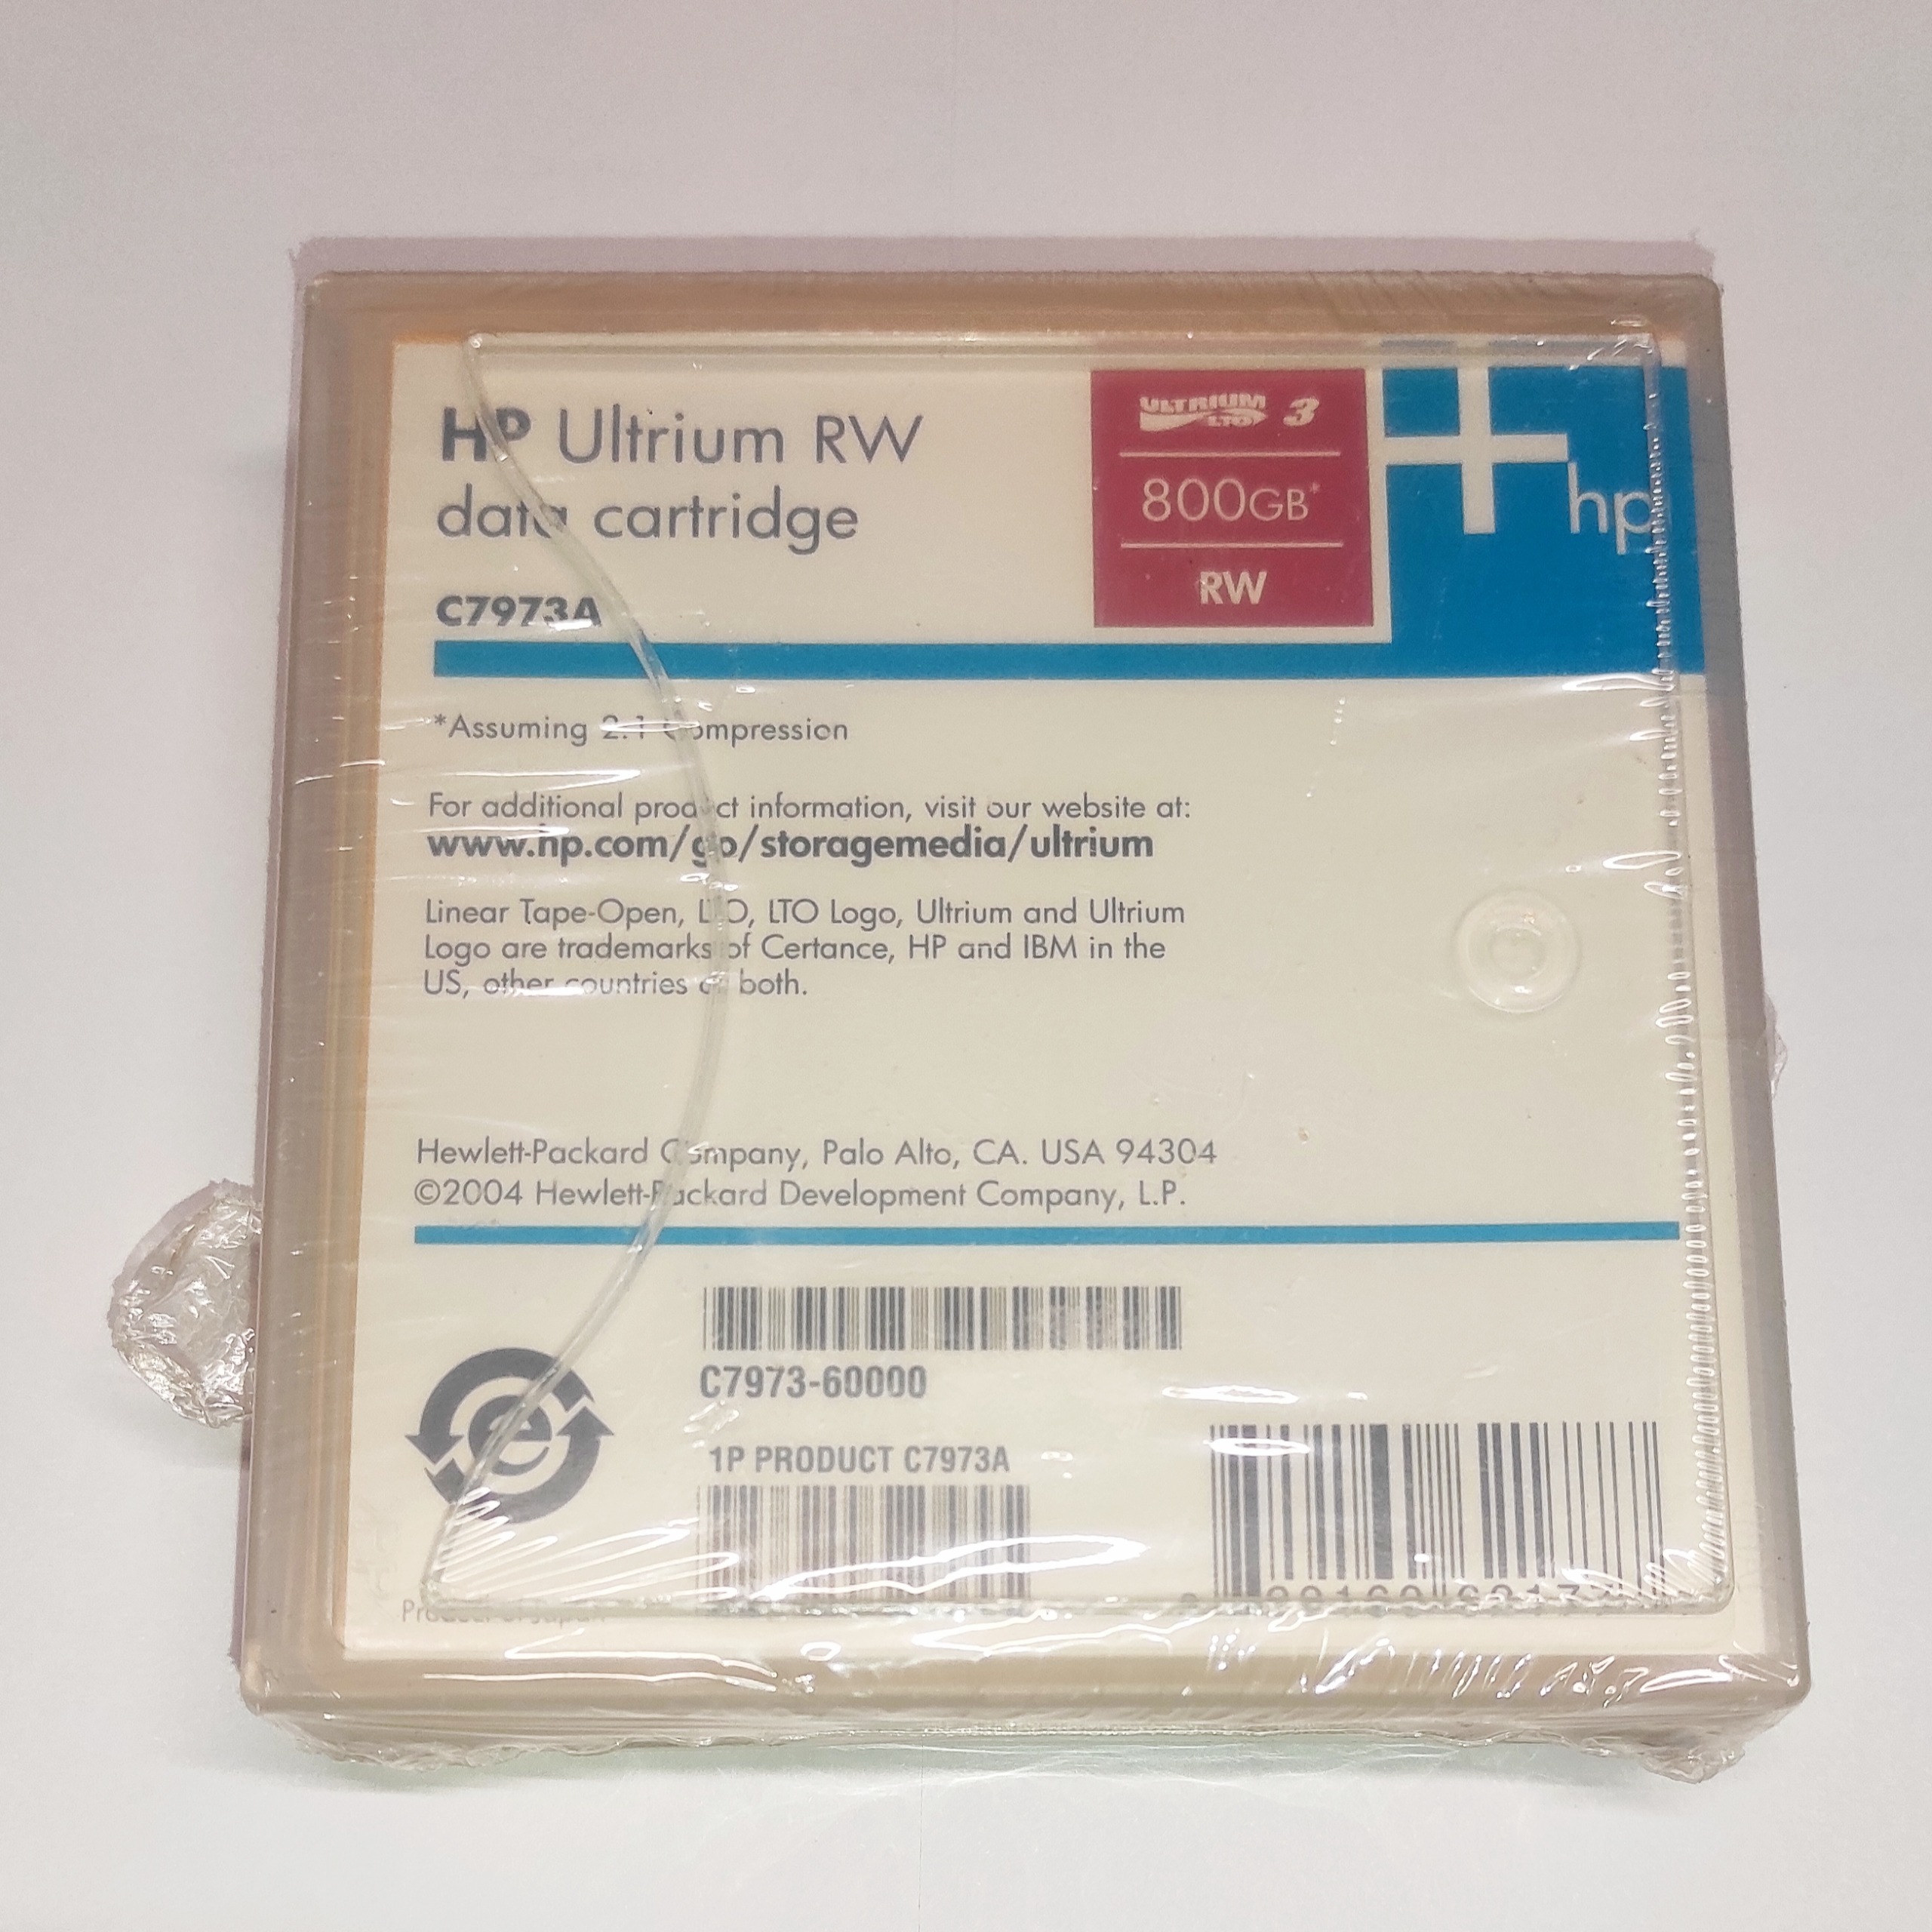 HP Ultrium RW
data cartridge
C7973A
ULTRIUM
LTO 3
800GB*
RW
hp
*Assuming 2:1 Compression
For additional product information, visit our website at:
www.hp.com/go/storagemedia/ultrium
Linear Tape-Open, LTO, LTO Logo, Ultrium and Ultrium
Logo are trademarks of Certance, HP and IBM in the
US, other countries or both.
Hewlett-Packard Company, Palo Alto, CA. USA 94304
©2004 Hewlett-Packard Development Company, L.P.
e
C7973-60000
1P PRODUCT C7973A
Product of Japan